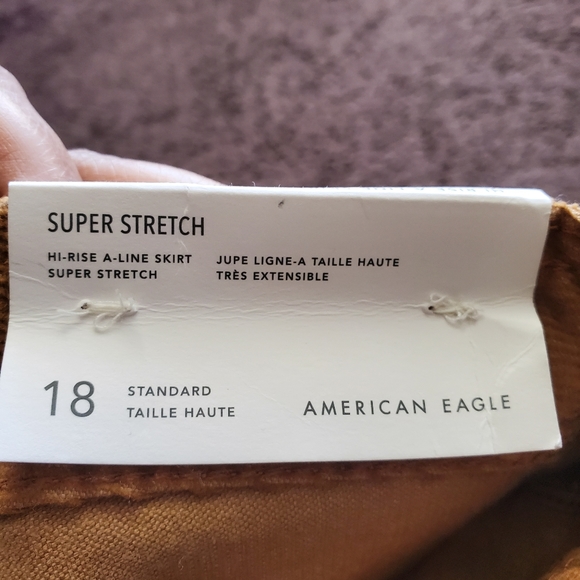 SUPER STRETCH
HI-RISE A-LINE SKIRT
SUPER STRETCH
JUPE LIGNE-A TAILLE HAUTE
TRÈS EXTENSIBLE
18
STANDARD
TAILLE HAUTE
AMERICAN EAGLE